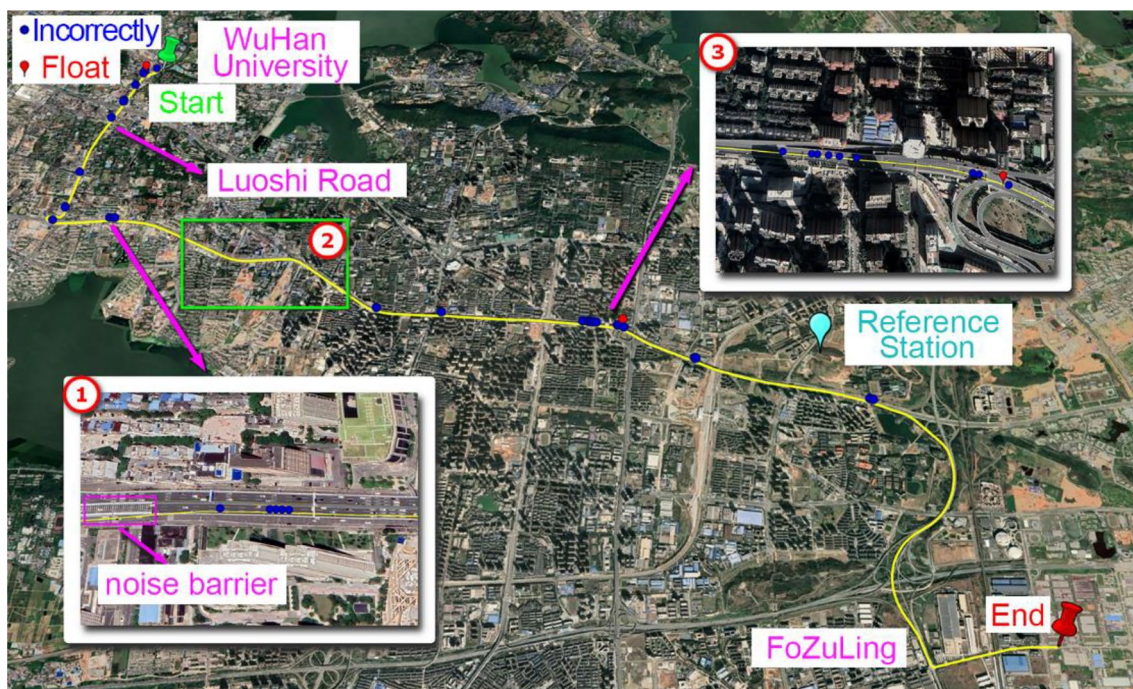 Incorrectly
Float
WuHan
University
Start
Luoshi Road
3
2
Reference
Station
1
noise barrier
End
FoZuLing